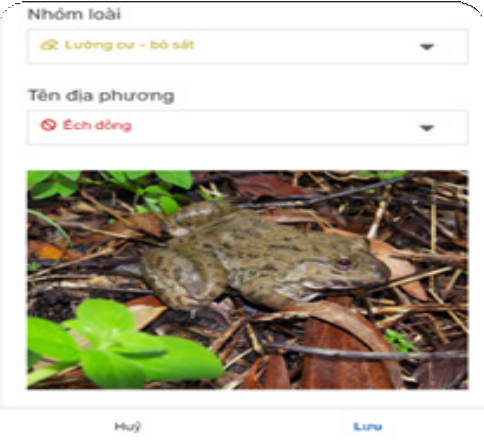 Nhóm loài
Lưỡng cư - bò sát
Tên địa phương
Ếch đồng
Huỷ
Lưu